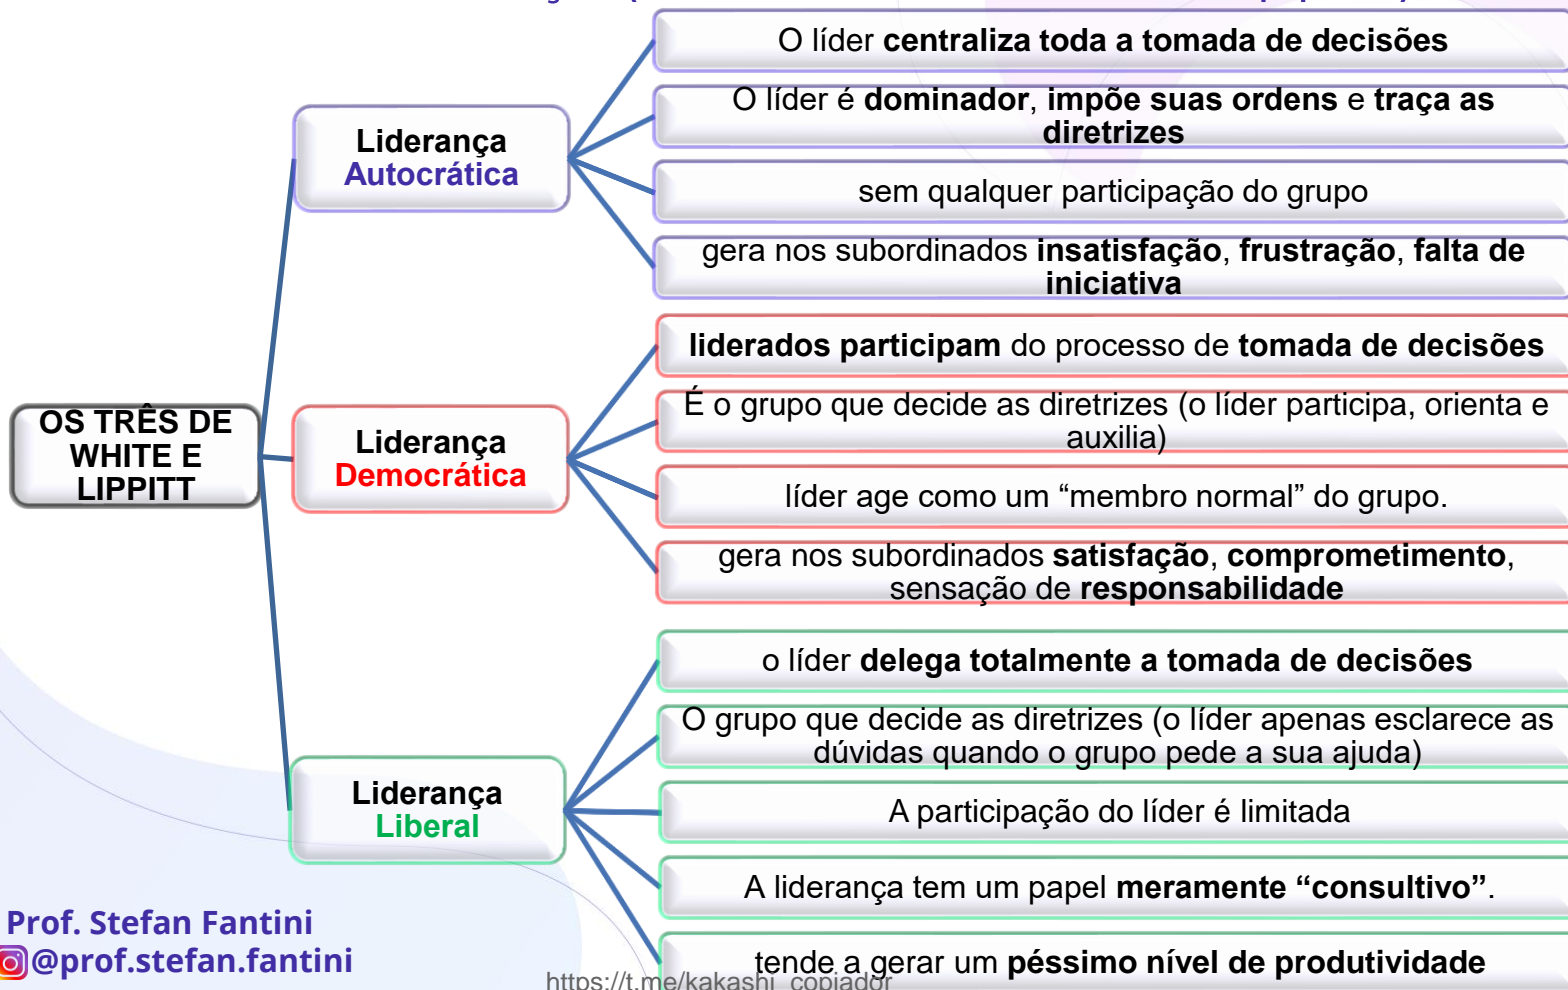 O líder centraliza toda a tomada de decisões
O líder é dominador, impõe suas ordens e traça as
diretrizes
Liderança
Autocrática
sem qualquer participação do grupo
gera nos subordinados insatisfação, frustração, falta de
iniciativa
liderados participam do processo de tomada de decisões
É o grupo que decide as diretrizes (o líder participa, orienta e
auxilia)
OS TRÊS DE
WHITE E
LIPPITT
Liderança
Democrática
líder age como um “membro normal” do grupo.
gera nos subordinados satisfação, comprometimento,
sensação de responsabilidade
o líder delega totalmente a tomada de decisões
O grupo que decide as diretrizes (o líder apenas esclarece as
dúvidas quando o grupo pede a sua ajuda)
Liderança
Liberal
A participação do líder é limitada
A liderança tem um papel meramente “consultivo”.
tende a gerar um péssimo nível de produtividade
Prof. Stefan Fantini
@prof.stefan.fantini
https://t.me/kakashi_copiador